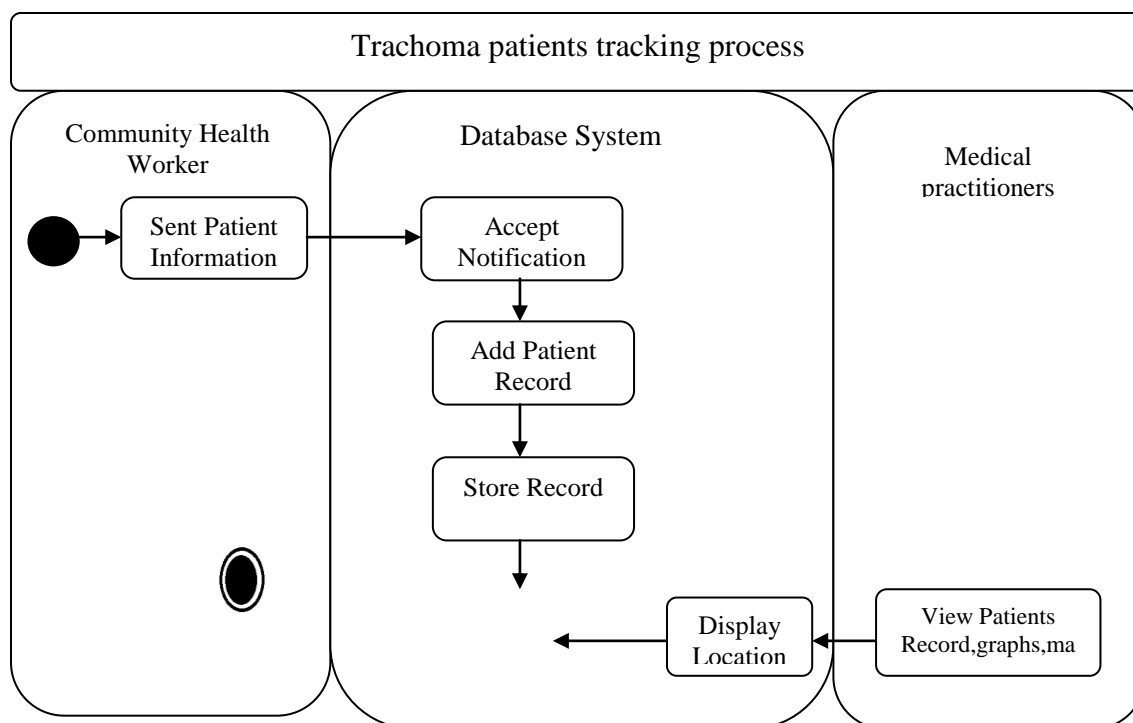 Trachoma patients tracking process
Community Health
Worker
Database System
Medical
practitioners
Sent Patient
Information
Accept
Notification
Add Patient
Record
Store Record
Display
Location
View Patients
Record,graphs,ma